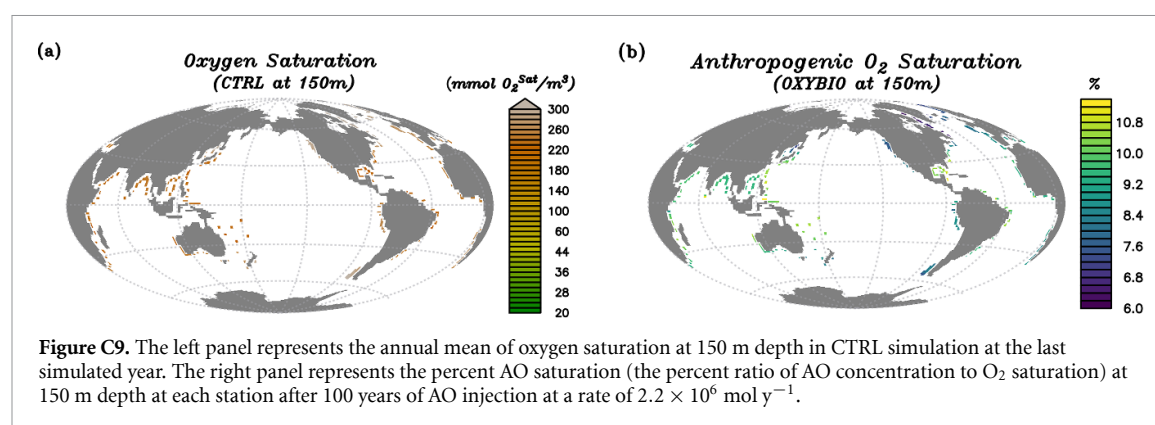 (a)
Oxygen Saturation
(CTRL at 150m)
(mmol O₂ˢᵃᵗ/m³)
300
260
220
180
140
100
60
44
36
28
20
(b)
Anthropogenic O₂ Saturation
(OXYBIO at 150m)
%
10.8
10.0
9.2
8.4
7.6
6.8
6.0
Figure C9. The left panel represents the annual mean of oxygen saturation at 150 m depth in CTRL simulation at the last
simulated year. The right panel represents the percent AO saturation (the percent ratio of AO concentration to O₂ saturation) at
150 m depth at each station after 100 years of AO injection at a rate of 2.2 × 10⁶ mol y⁻¹.